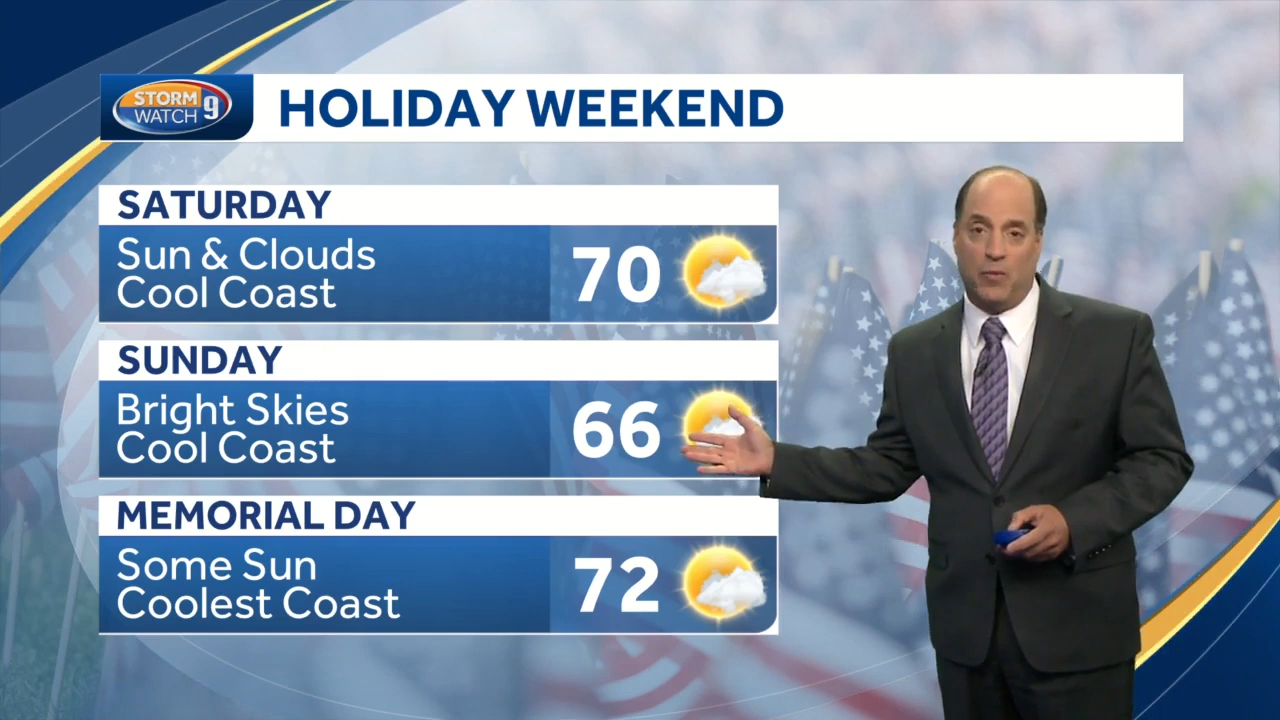 STORM
WATCH 9
HOLIDAY WEEKEND
SATURDAY
Sun & Clouds
Cool Coast
70
SUNDAY
Bright Skies
Cool Coast
66
MEMORIAL DAY
Some Sun
Coolest Coast
72